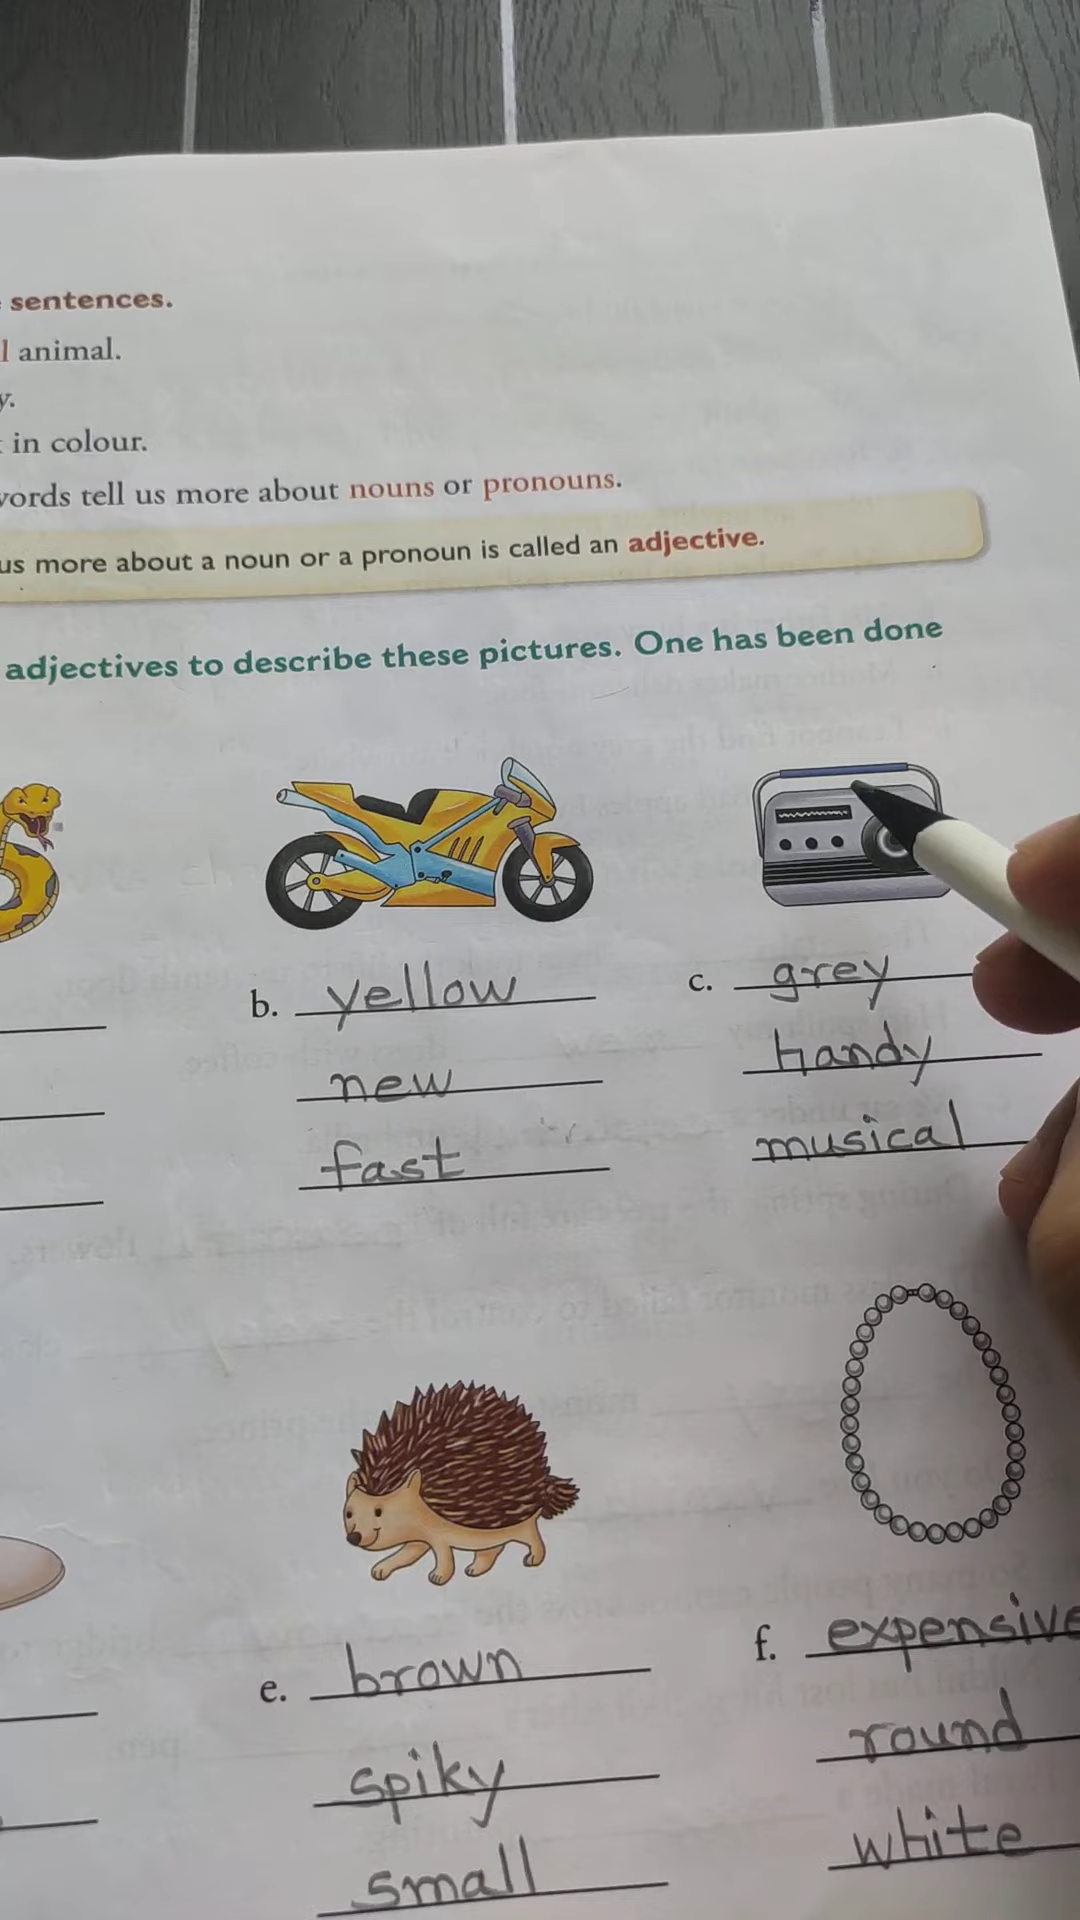 sentences.
animal.
y.
in colour.
words tell us more about nouns or pronouns.
us more about a noun or a pronoun is called an adjective.
adjectives to describe these pictures. One has been done
b. yellow
new
fast
c. grey
handy
musical
e. brown
spiky
small
f. expensive
round
white